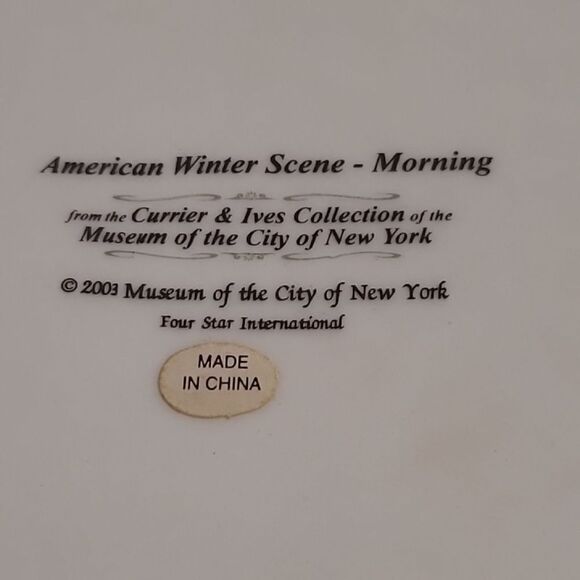 American Winter Scene - Morning
from the Currier & Ives Collection of the
Museum of the City of New York
© 2003 Museum of the City of New York
Four Star International
MADE
IN CHINA